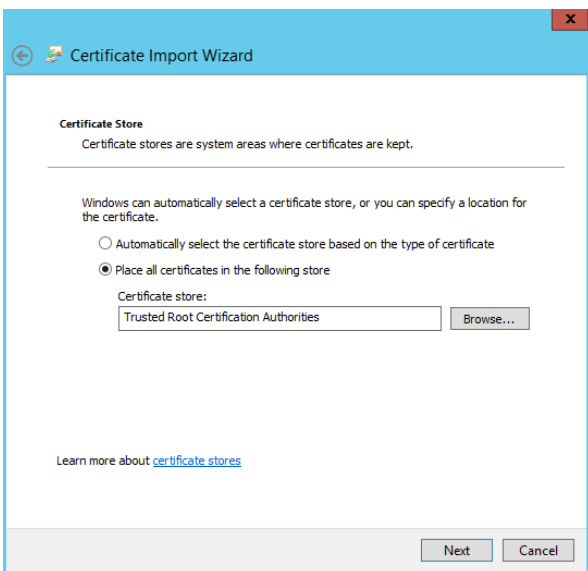 x
Certificate Import Wizard
Certificate Store
Certificate stores are system areas where certificates are kept.
Windows can automatically select a certificate store, or you can specify a location for
the certificate.
Automatically select the certificate store based on the type of certificate
Place all certificates in the following store
Certificate store:
Trusted Root Certification Authorities
Browse...
Learn more about certificate stores
Next
Cancel